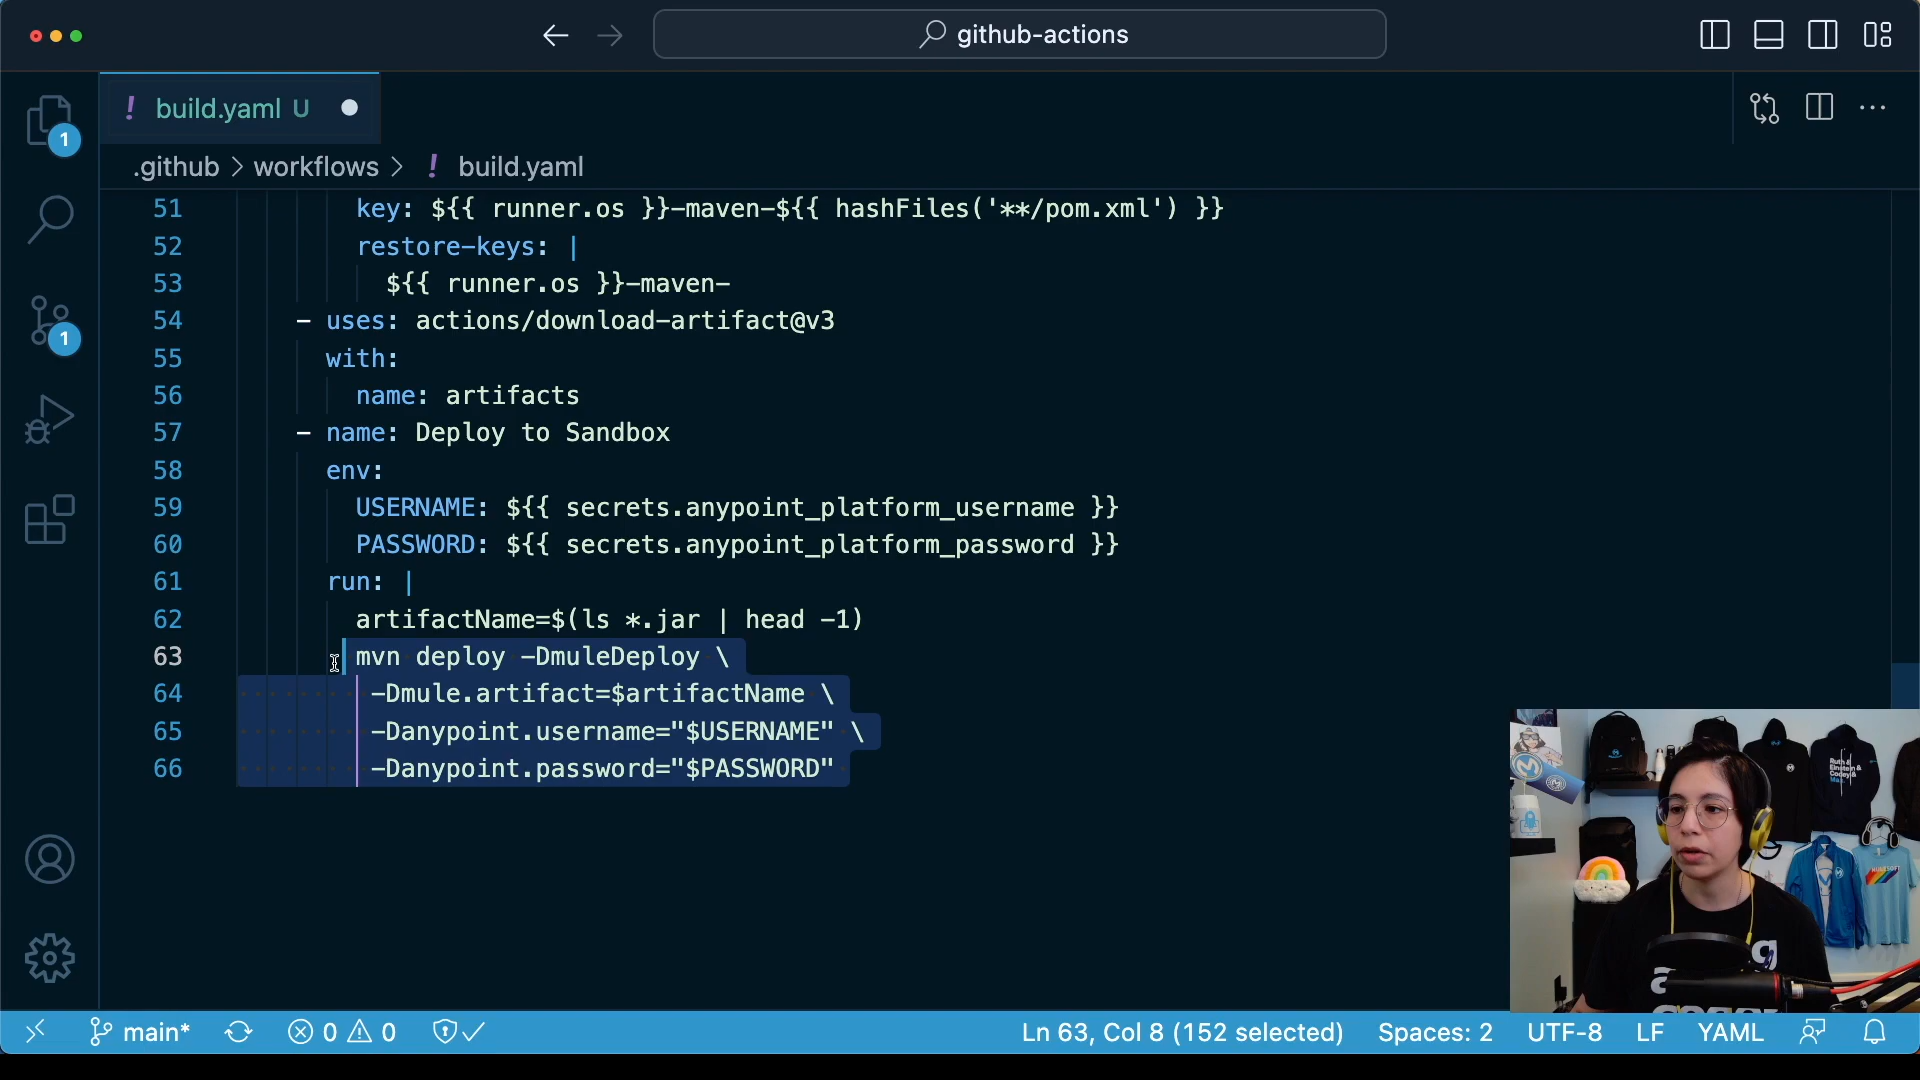 github-actions
build.yaml U
.github > workflows > ! build.yaml
51 key: ${{ runner.os }}-maven-${{ hashFiles('**/pom.xml') }}
52 restore-keys: |
53 ${{ runner.os }}-maven-
54 - uses: actions/download-artifact@v3
55 with:
56 name: artifacts
57 - name: Deploy to Sandbox
58 env:
59 USERNAME: ${{ secrets.anypoint_platform_username }}
60 PASSWORD: ${{ secrets.anypoint_platform_password }}
61 run: |
62 artifactName=$(ls *.jar | head -1)
63 mvn deploy -DmuleDeploy \
64 -Dmule.artifact=$artifactName \
65 -Danypoint.username="$USERNAME" \
66 -Danypoint.password="$PASSWORD"
1
1
main* 0 0 Ln 63, Col 8 (152 selected) Spaces: 2 UTF-8 LF YAML